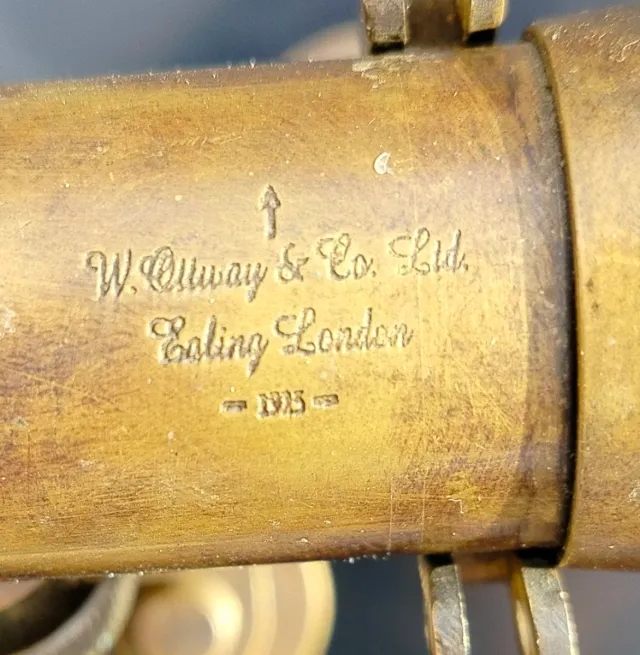 ↑
W. Ottway & Co. Ltd.
Ealing London
- 1915 -